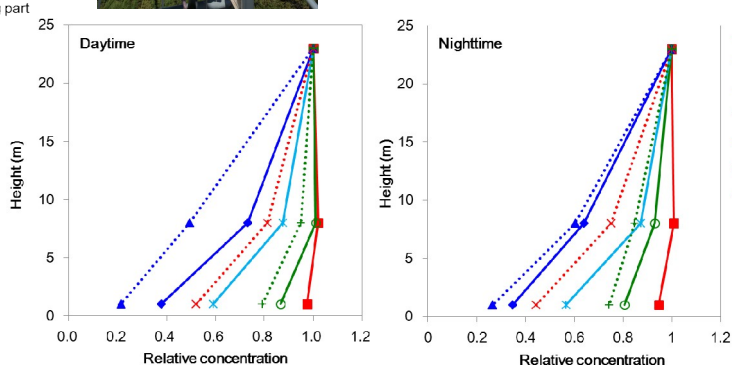 g part
25
20
15
10
5
0
Height (m)
Daytime
0.0 0.2 0.4 0.6 0.8 1.0 1.2
Relative concentration
25
20
15
10
5
0
Height (m)
Nighttime
0 0.2 0.4 0.6 0.8 1 1.2
Relative concentration